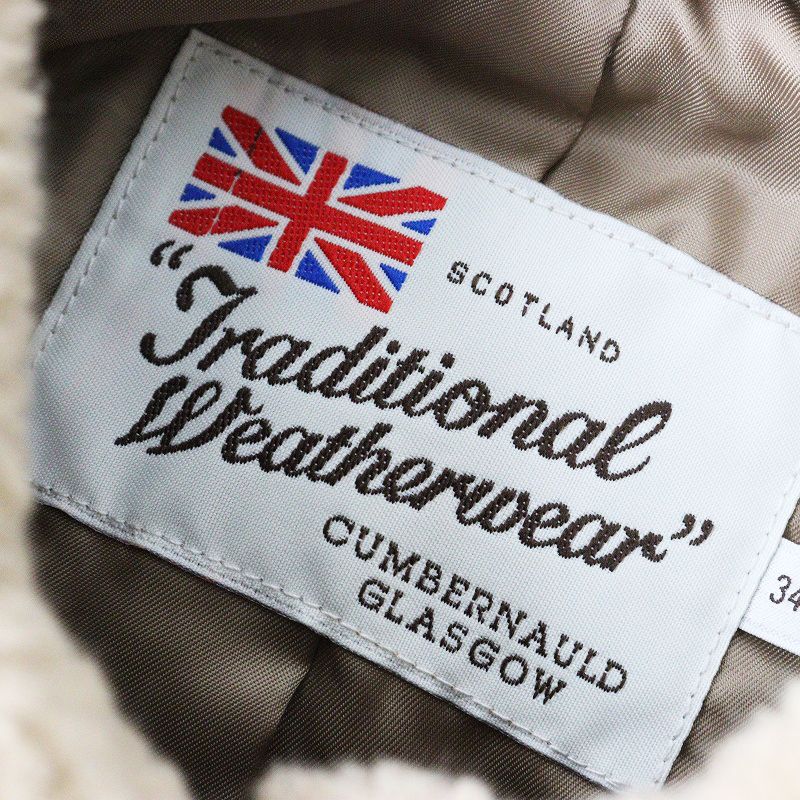 SCOTLAND
“Traditional
Weatherwear”
CUMBERNAULD
GLASGOW
34